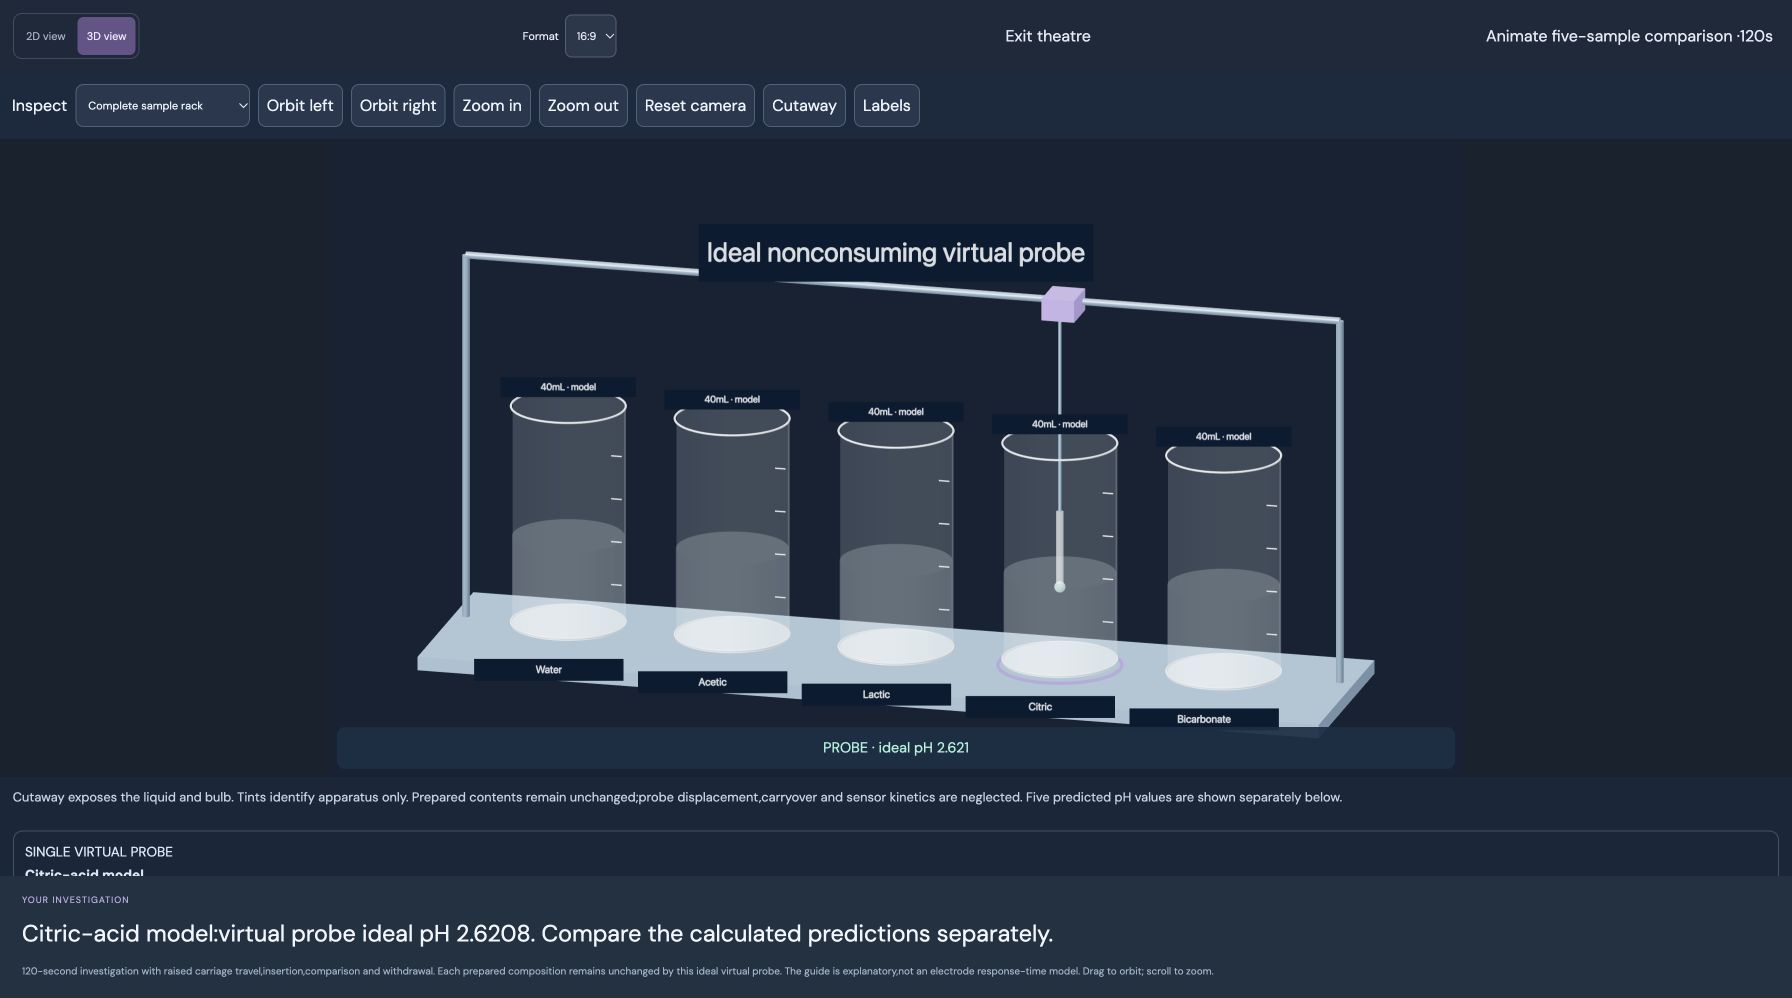 2D view 3D view Format 16:9 Exit theatre Animate five-sample comparison ·120s
Inspect Complete sample rack Orbit left Orbit right Zoom in Zoom out Reset camera Cutaway Labels
Ideal nonconsuming virtual probe
40mL · model
40mL · model
40mL · model
40mL · model
40mL · model
Water
Acetic
Lactic
Citric
Bicarbonate
PROBE · ideal pH 2.621
Cutaway exposes the liquid and bulb. Tints identify apparatus only. Prepared contents remain unchanged;probe displacement,carryover and sensor kinetics are neglected. Five predicted pH values are shown separately below.
SINGLE VIRTUAL PROBE
Citric-acid model
YOUR INVESTIGATION
Citric-acid model:virtual probe ideal pH 2.6208. Compare the calculated predictions separately.
120-second investigation with raised carriage travel,insertion,comparison and withdrawal. Each prepared composition remains unchanged by this ideal virtual probe. The guide is explanatory,not an electrode response-time model. Drag to orbit; scroll to zoom.